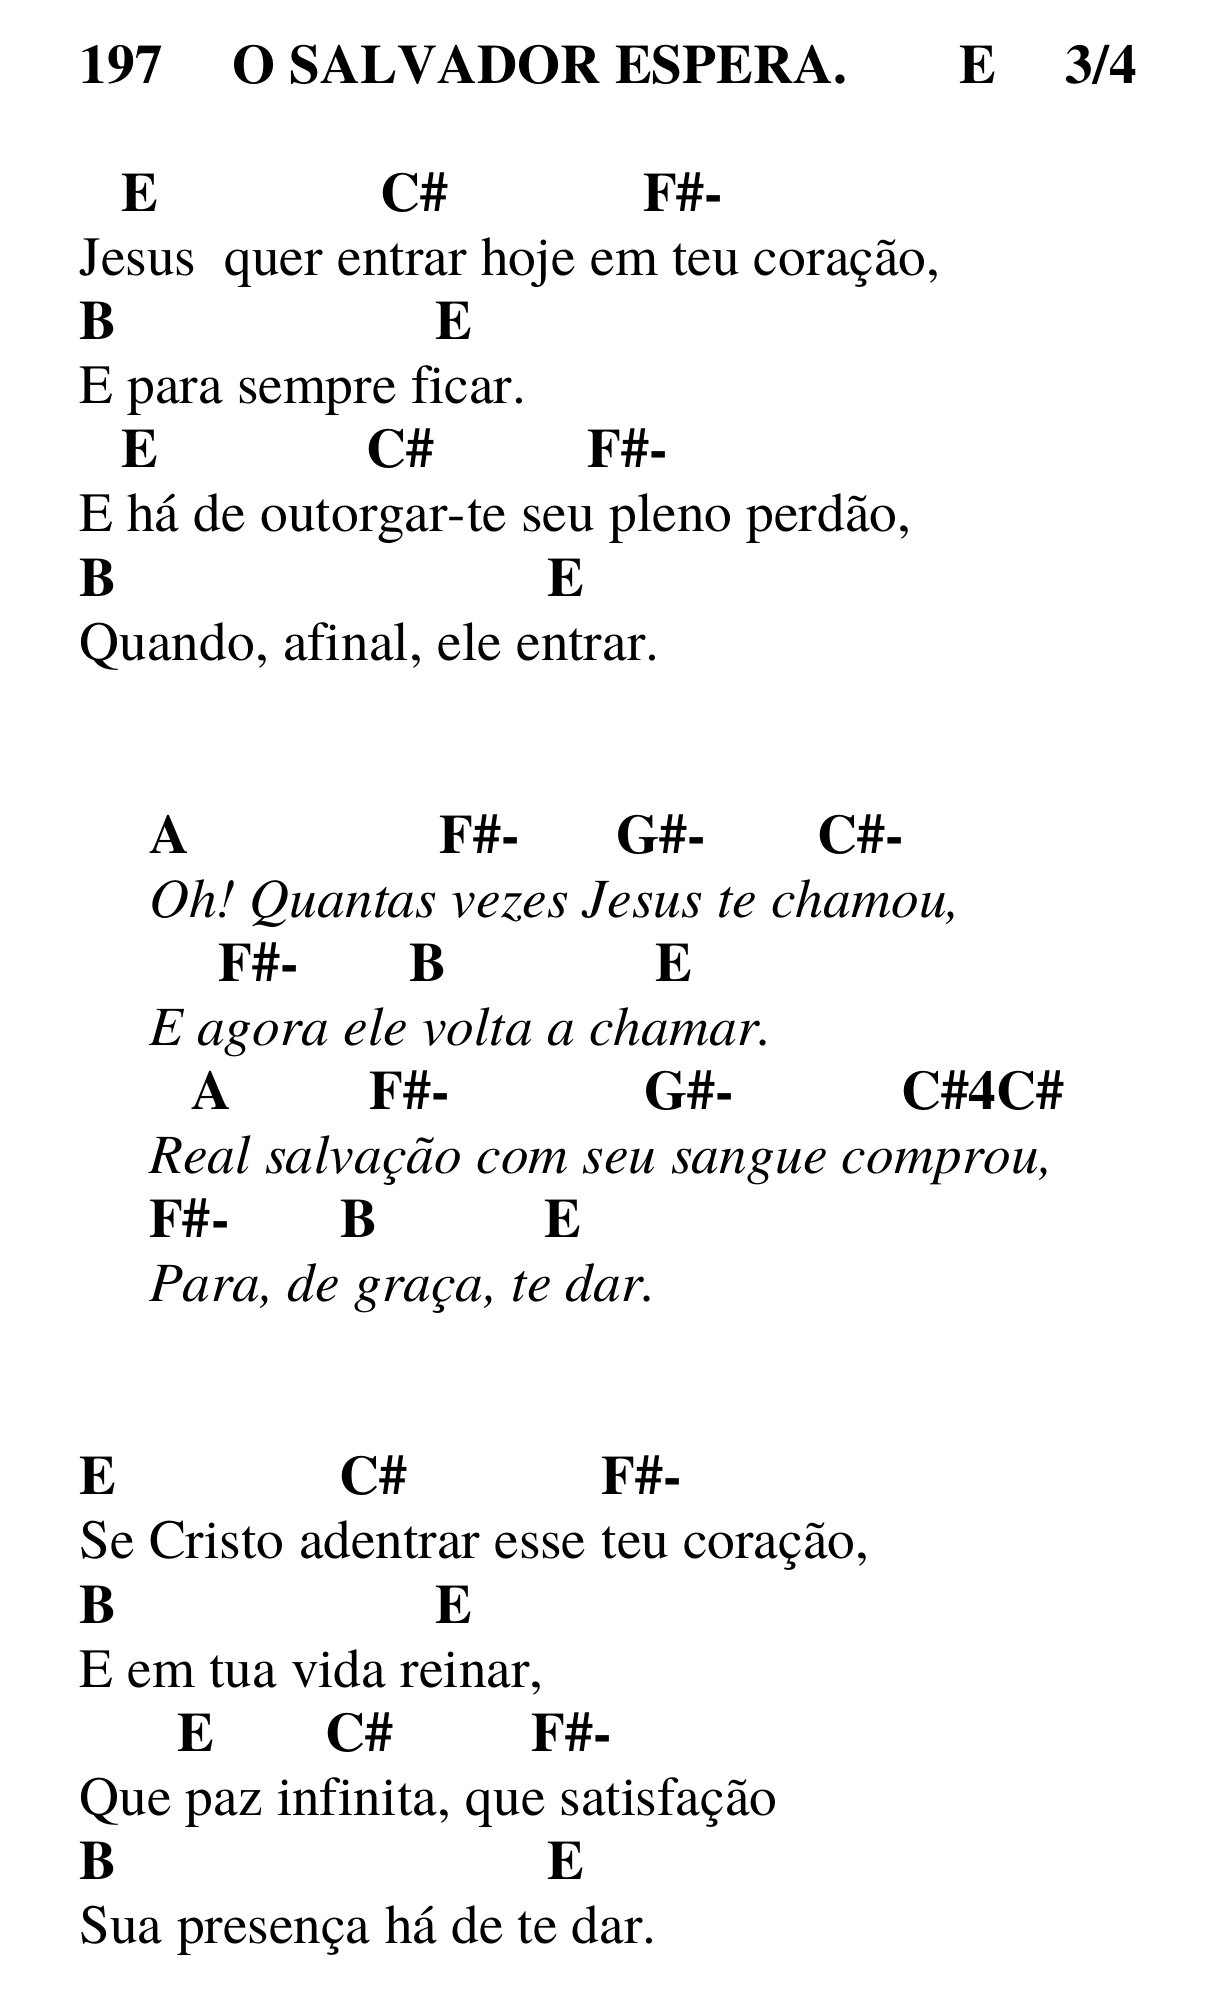 197 O SALVADOR ESPERA. E 3/4
E C# F#-
Jesus quer entrar hoje em teu coração,
B E
E para sempre ficar.
E C# F#-
E há de outorgar-te seu pleno perdão,
B E
Quando, afinal, ele entrar.
A F#- G#- C#-
Oh! Quantas vezes Jesus te chamou,
F#- B E
E agora ele volta a chamar.
A F#- G#- C#4C#
Real salvação com seu sangue comprou,
F#- B E
Para, de graça, te dar.
E C# F#-
Se Cristo adentrar esse teu coração,
B E
E em tua vida reinar,
E C# F#-
Que paz infinita, que satisfação
B E
Sua presença há de te dar.